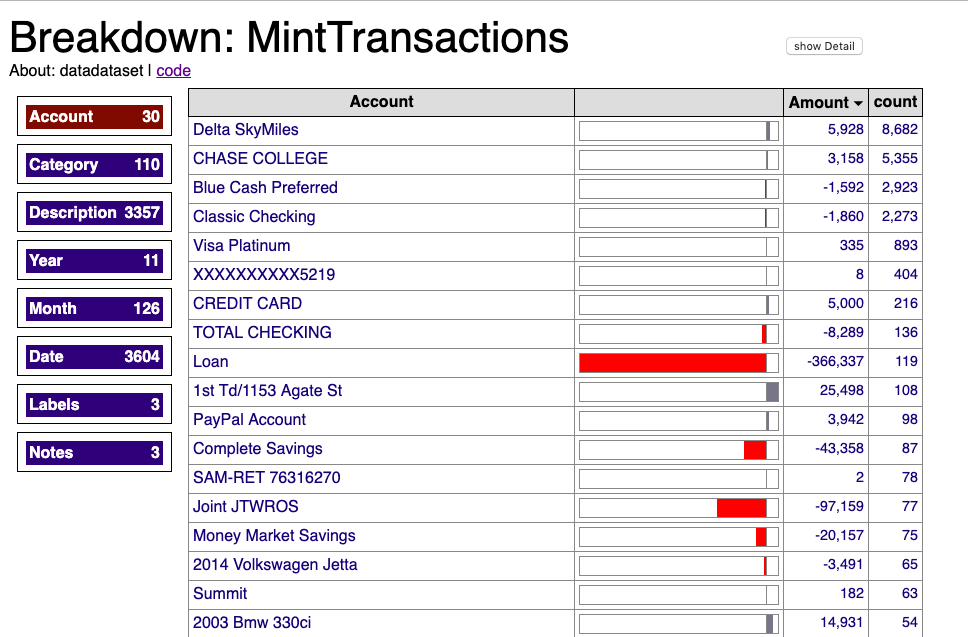 Breakdown: MintTransactions
show Detail
About: datadataset | code
Account 30
Category 110
Description 3357
Year 11
Month 126
Date 3604
Labels 3
Notes 3
Account Amount count
Delta SkyMiles 5,928 8,682
CHASE COLLEGE 3,158 5,355
Blue Cash Preferred -1,592 2,923
Classic Checking -1,860 2,273
Visa Platinum 335 893
XXXXXXXXXX5219 8 404
CREDIT CARD 5,000 216
TOTAL CHECKING -8,289 136
Loan -366,337 119
1st Td/1153 Agate St 25,498 108
PayPal Account 3,942 98
Complete Savings -43,358 87
SAM-RET 76316270 2 78
Joint JTWROS -97,159 77
Money Market Savings -20,157 75
2014 Volkswagen Jetta -3,491 65
Summit 182 63
2003 Bmw 330ci 14,931 54